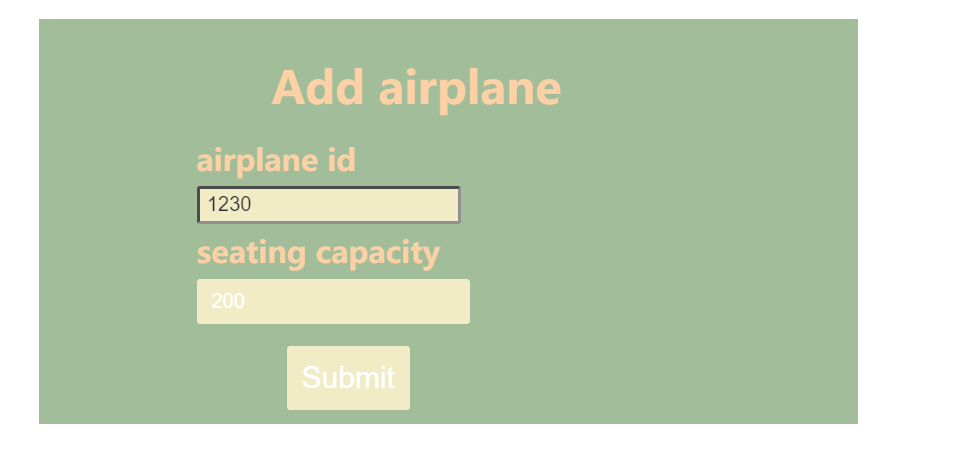 Add airplane
airplane id
1230
seating capacity
200
Submit